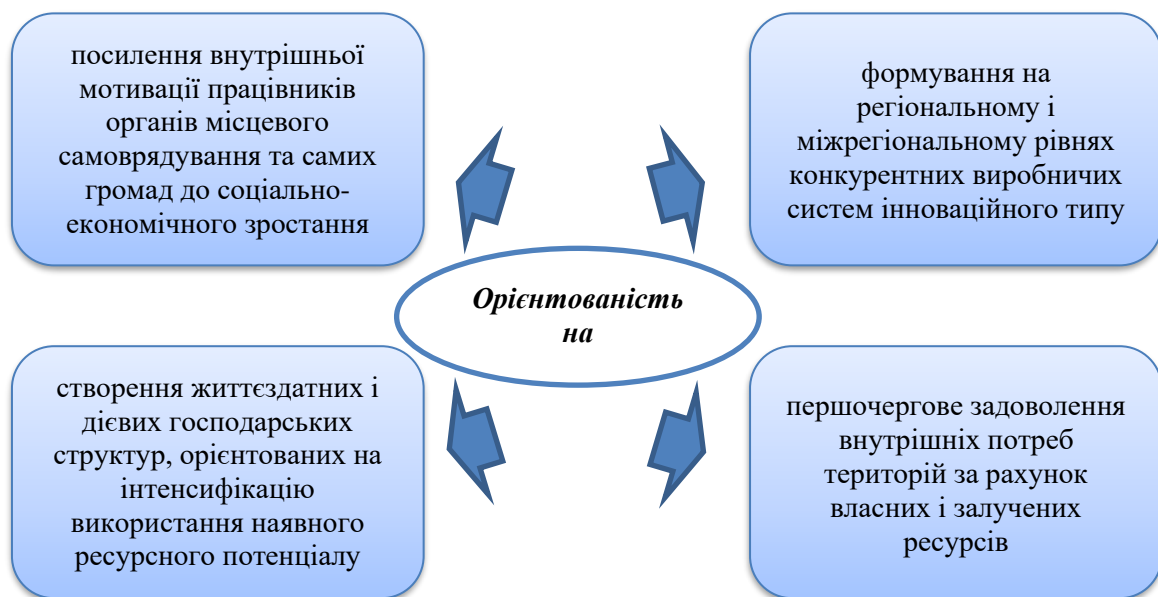 посилення внутрішньої
мотивації працівників
органів місцевого
самоврядування та самих
громад до соціально-
економічного зростання
формування на
регіональному і
міжрегіональному рівнях
конкурентних виробничих
систем інноваційного типу
Орієнтованість
на
створення життєздатних і
дієвих господарських
структур, орієнтованих на
інтенсифікацію
використання наявного
ресурсного потенціалу
першочергове задоволення
внутрішніх потреб
територій за рахунок
власних і залучених
ресурсів